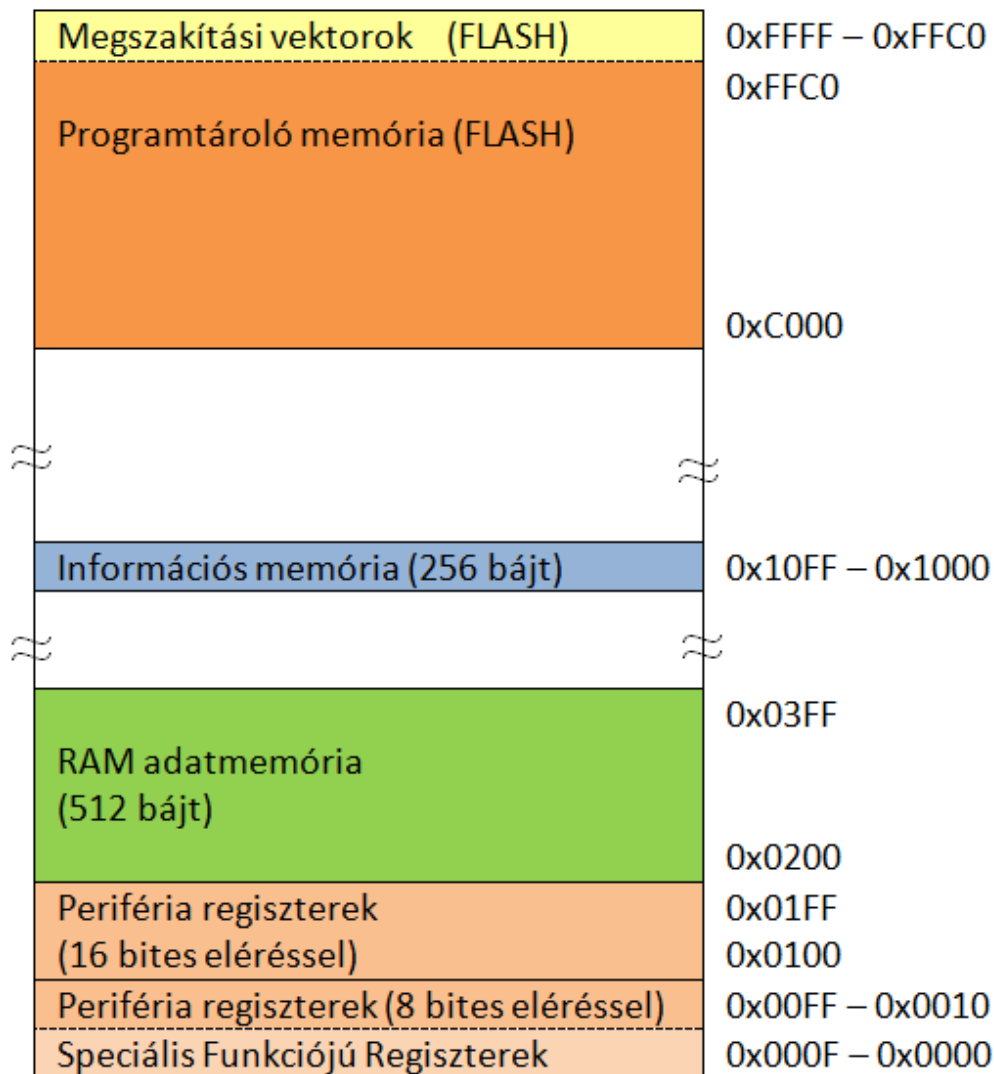 Megszakítási vektorok (FLASH) 0xFFFF – 0xFFC0
0xFFC0
Programtároló memória (FLASH)
0xC000
Információs memória (256 bájt) 0x10FF – 0x1000
0x03FF
RAM adatmemória
(512 bájt)
0x0200
Periféria regiszterek 0x01FF
(16 bites eléréssel) 0x0100
Periféria regiszterek (8 bites eléréssel) 0x00FF – 0x0010
Speciális Funkciójú Regiszterek 0x000F – 0x0000